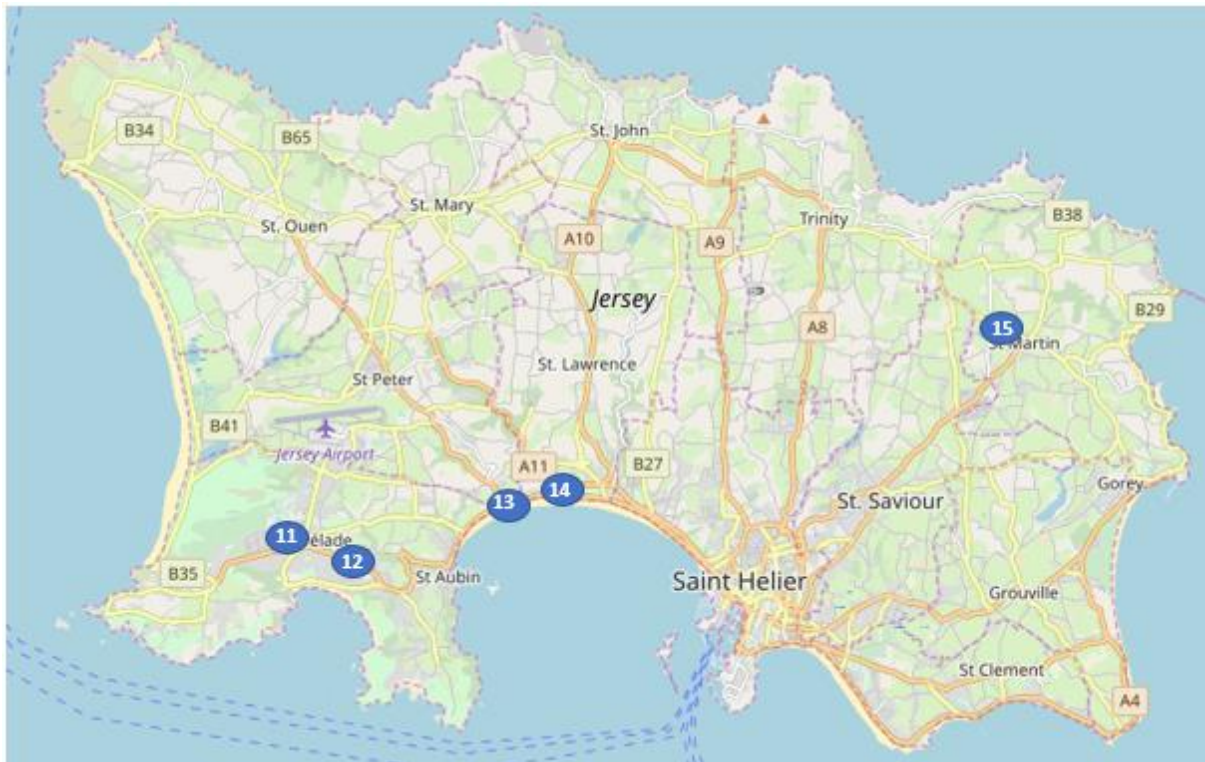 B34
B65
St. John
St. Ouen
St. Mary
A10
A9
Trinity
B38
Jersey
A8
B29
15
St Martin
St. Lawrence
St Peter
B41
Jersey Airport
A11
B27
14
13
St. Saviour
Gorey
11
12
B35
St Aubin
Saint Helier
Grouville
St Clement
A4